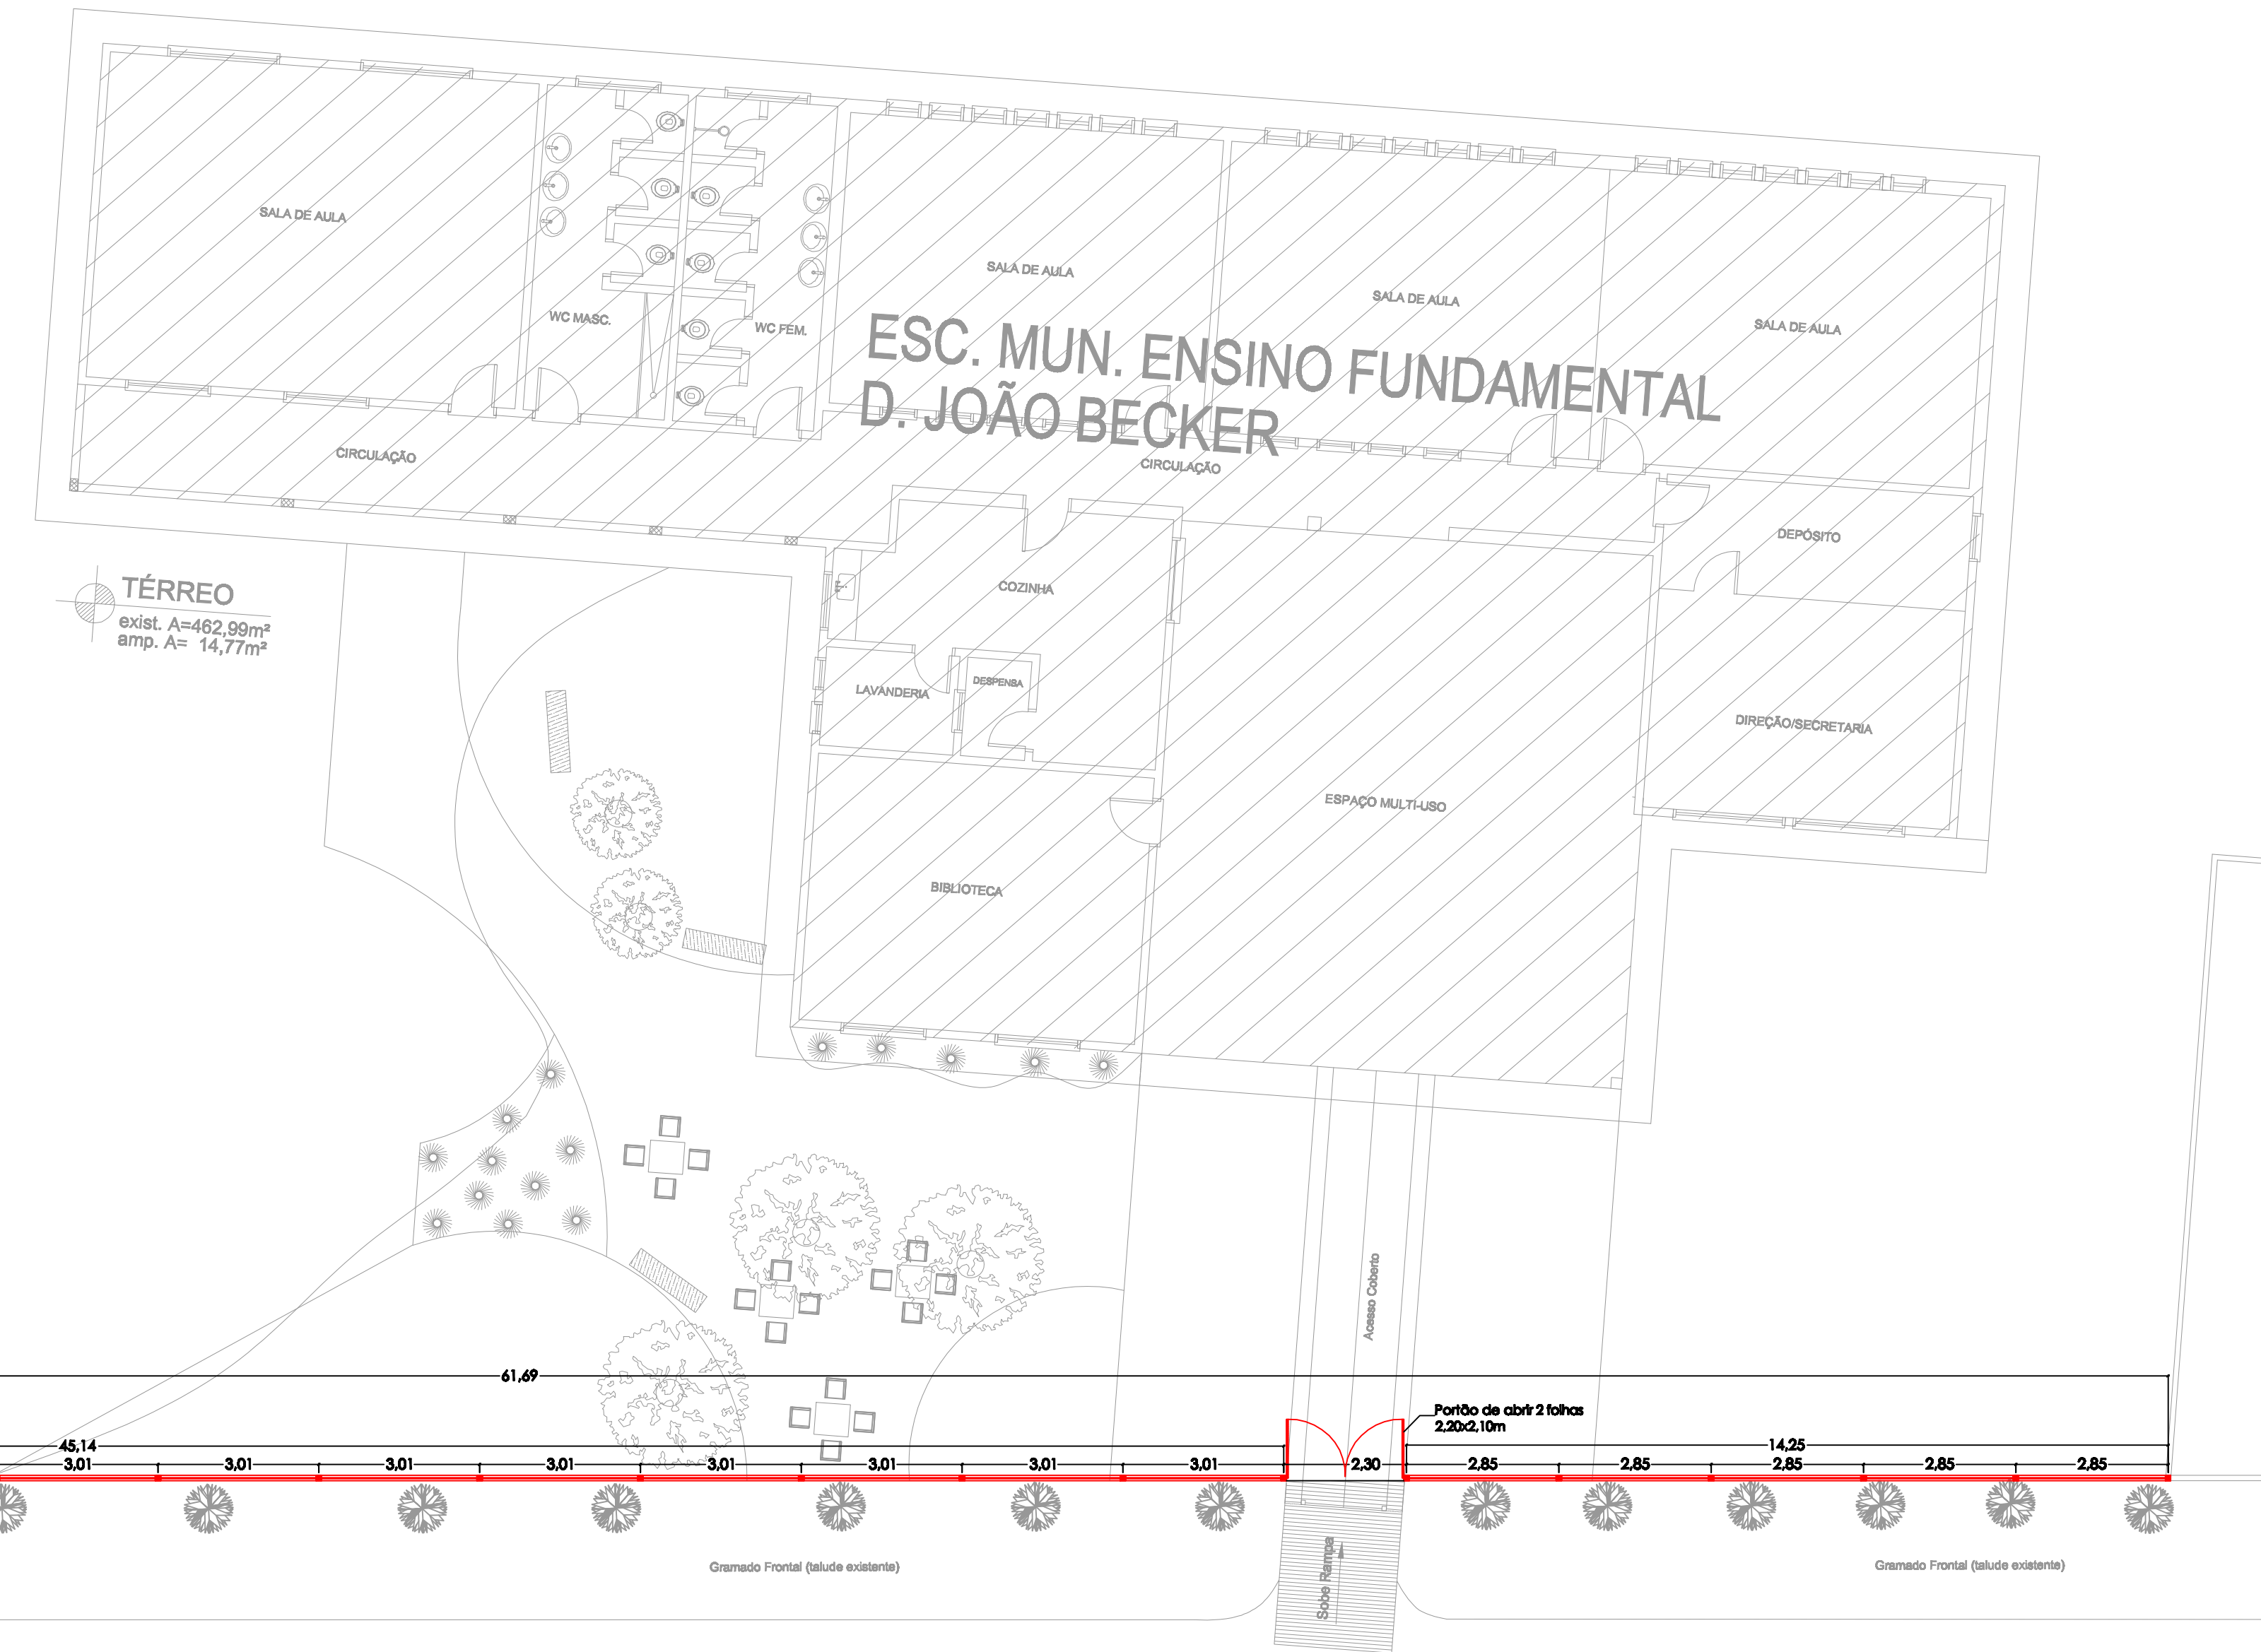 SALA DE AULA
WC MASC.
WC FEM.
SALA DE AULA
SALA DE AULA
SALA DE AULA
ESC. MUN. ENSINO FUNDAMENTAL
D. JOÃO BECKER
CIRCULAÇÃO
CIRCULAÇÃO
TÉRREO
exist. A=462,99m²
amp. A= 14,77m²
COZINHA
DEPÓSITO
LAVANDERIA
DESPENSA
DIREÇÃO/SECRETARIA
ESPAÇO MULTI-USO
BIBLIOTECA
Acesso Coberto
61,69
Portão de abrir 2 folhas
2,20x2,10m
45,14
14,25
3,01
3,01
3,01
3,01
3,01
3,01
3,01
3,01
2,30
2,85
2,85
2,85
2,85
2,85
Gramado Frontal (talude existente)
Sobe Rampa
Gramado Frontal (talude existente)